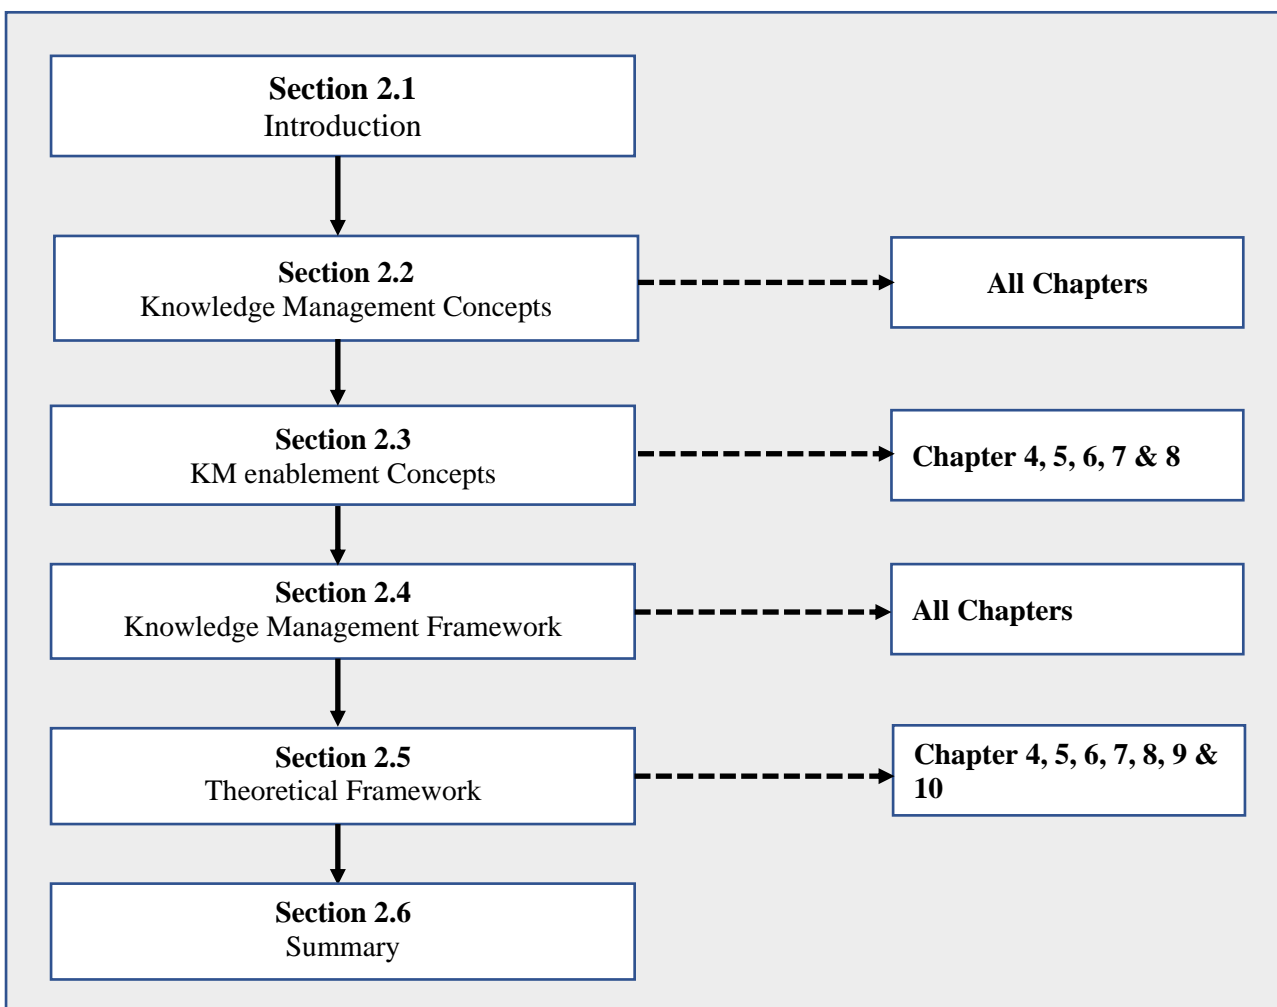 Section 2.1
Introduction
Section 2.2
Knowledge Management Concepts
All Chapters
Section 2.3
KM enablement Concepts
Chapter 4, 5, 6, 7 & 8
Section 2.4
Knowledge Management Framework
All Chapters
Section 2.5
Theoretical Framework
Chapter 4, 5, 6, 7, 8, 9 &
10
Section 2.6
Summary